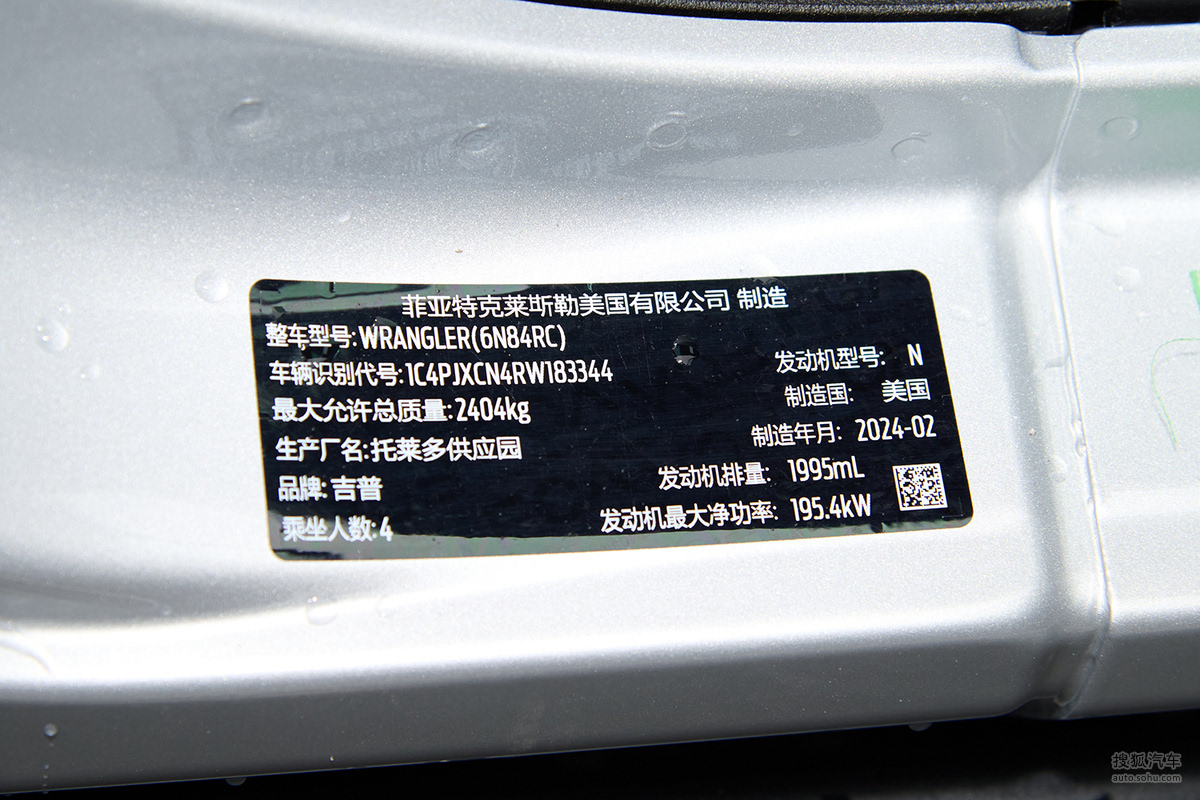 菲亚特克莱斯勒美国有限公司 制造
整车型号:WRANGLER(6N84RC)
车辆识别代号:1C4PJXCN4RW183344
最大允许总质量:2404kg
生产厂名:托莱多供应园
品牌:吉普
乘坐人数:4
发动机型号: N
制造国: 美国
制造年月: 2024-02
发动机排量: 1995mL
发动机最大净功率: 195.4kW
搜狐汽车
auto.sohu.com